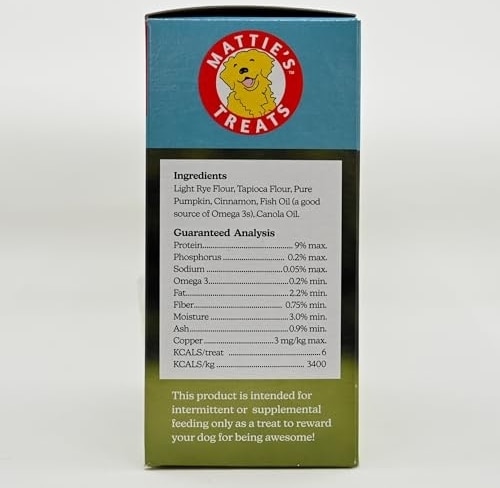 MATTIE'S
TREATS
TM
Ingredients
Light Rye Flour, Tapioca Flour, Pure
Pumpkin, Cinnamon, Fish Oil (a good
source of Omega 3s), Canola Oil.
Guaranteed Analysis
Protein.............................. 9% max.
Phosphorus .................... 0.2% max.
Sodium ..........................0.05% max.
Omega 3...........................0.2% min.
Fat.....................................2.2% min.
Fiber................................ 0.75% min.
Moisture ..........................3.0% min.
Ash....................................0.9% min.
Copper..........................3 mg/kg max.
KCALS/treat ..............................6
KCALS/kg ............................. 3400
This product is intended for
intermittent or supplemental
feeding only as a treat to reward
your dog for being awesome!